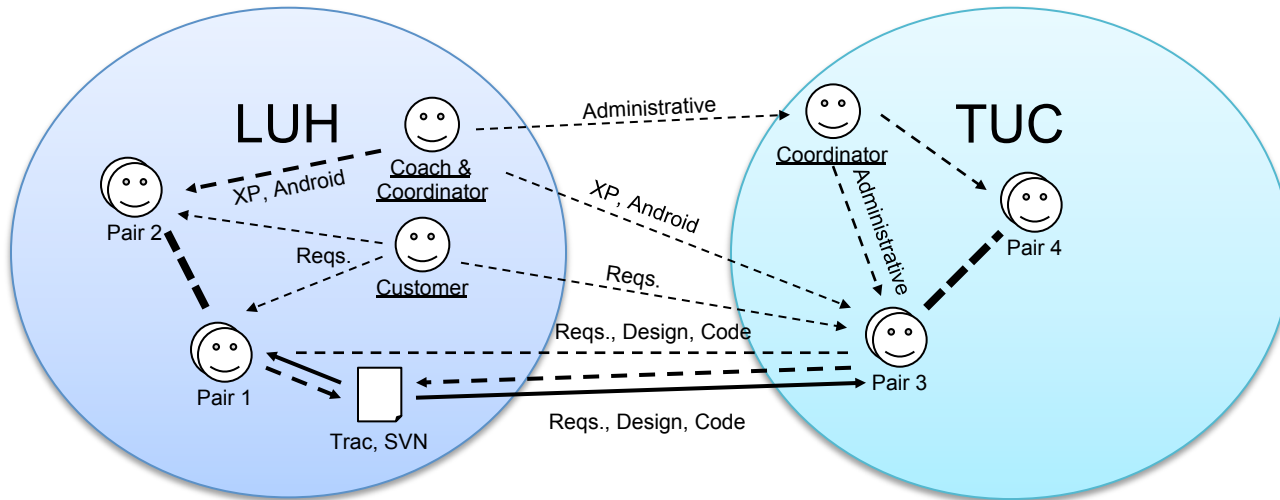 LUH
Administrative
TUC
Coach &
Coordinator
Coordinator
XP, Android
XP, Android
Administrative
Pair 2
Pair 4
Reqs.
Customer
Reqs.
Reqs., Design, Code
Pair 1
Pair 3
Trac, SVN
Reqs., Design, Code